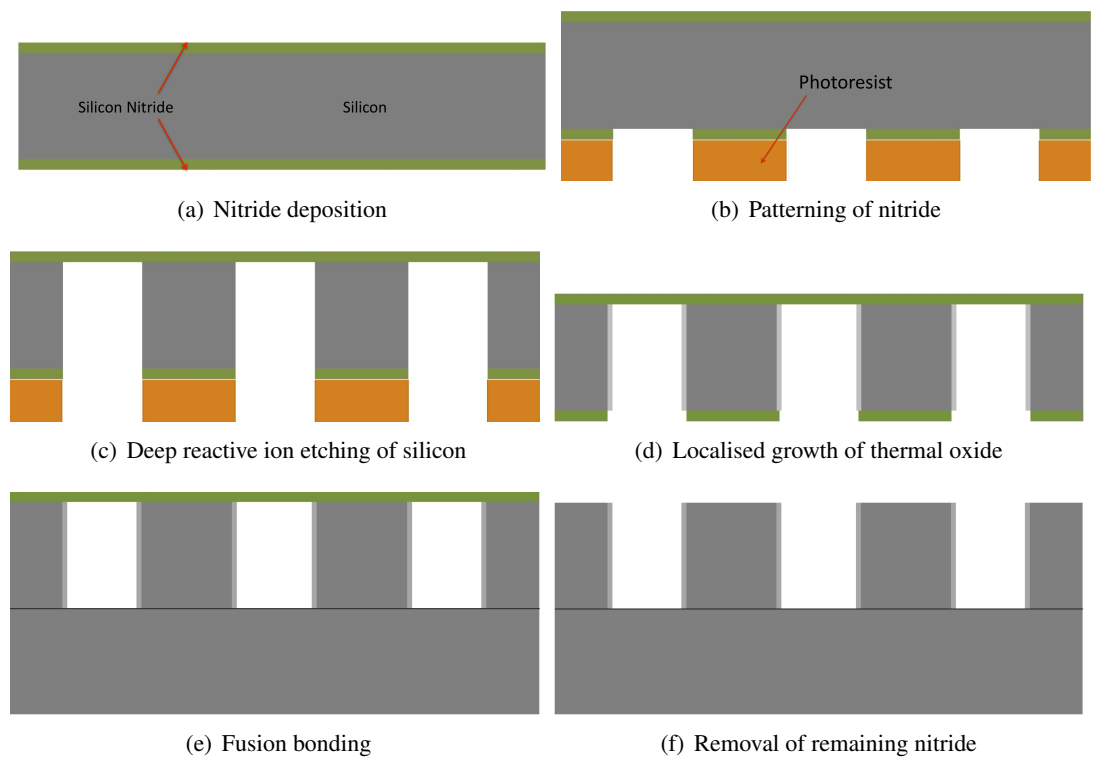 Silicon Nitride
Silicon
(a) Nitride deposition
Photoresist
(b) Patterning of nitride
(c) Deep reactive ion etching of silicon
(d) Localised growth of thermal oxide
(e) Fusion bonding
(f) Removal of remaining nitride